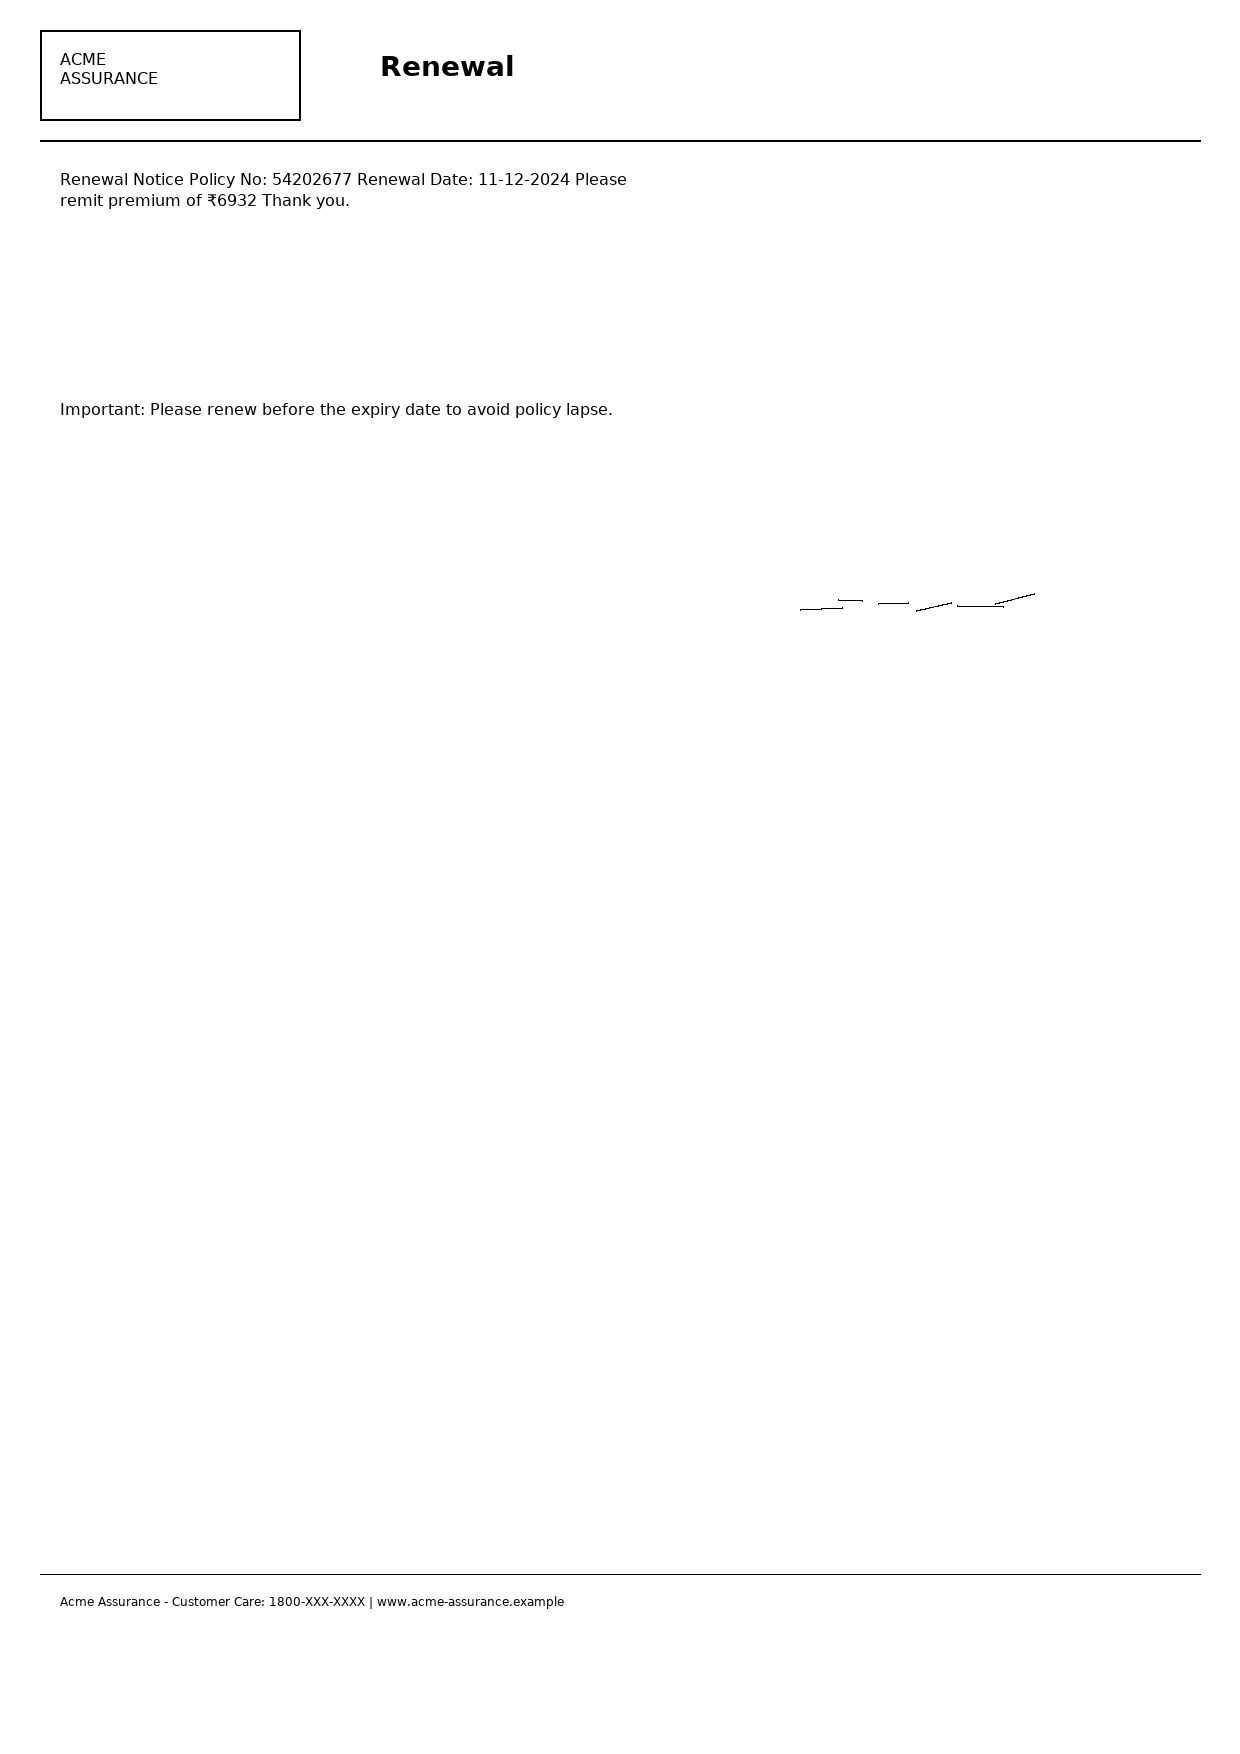 ACME
ASSURANCE
Renewal
Renewal Notice Policy No: 54202677 Renewal Date: 11-12-2024 Please
remit premium of ₹6932 Thank you.
Important: Please renew before the expiry date to avoid policy lapse.
Acme Assurance - Customer Care: 1800-XXX-XXXX | www.acme-assurance.example